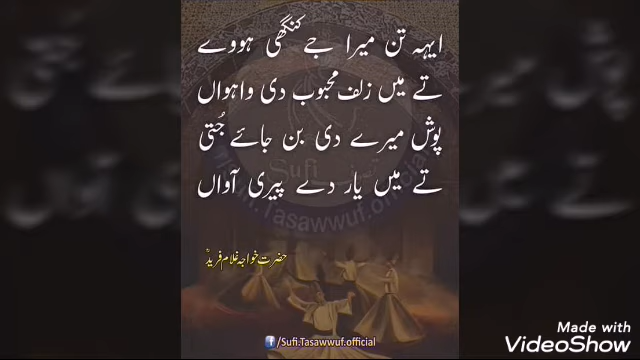 ایہہ تن میرا جے کنگھی ہووے
تے میں زلف محبوب دی واہواں
پوش میرے دی بن جائے جُتی
تے میں یار دے پیری آواں
حضرت خواجہ غلام فریدؒ
/Sufi.Tasawwuf.official
Made with
VideoShow